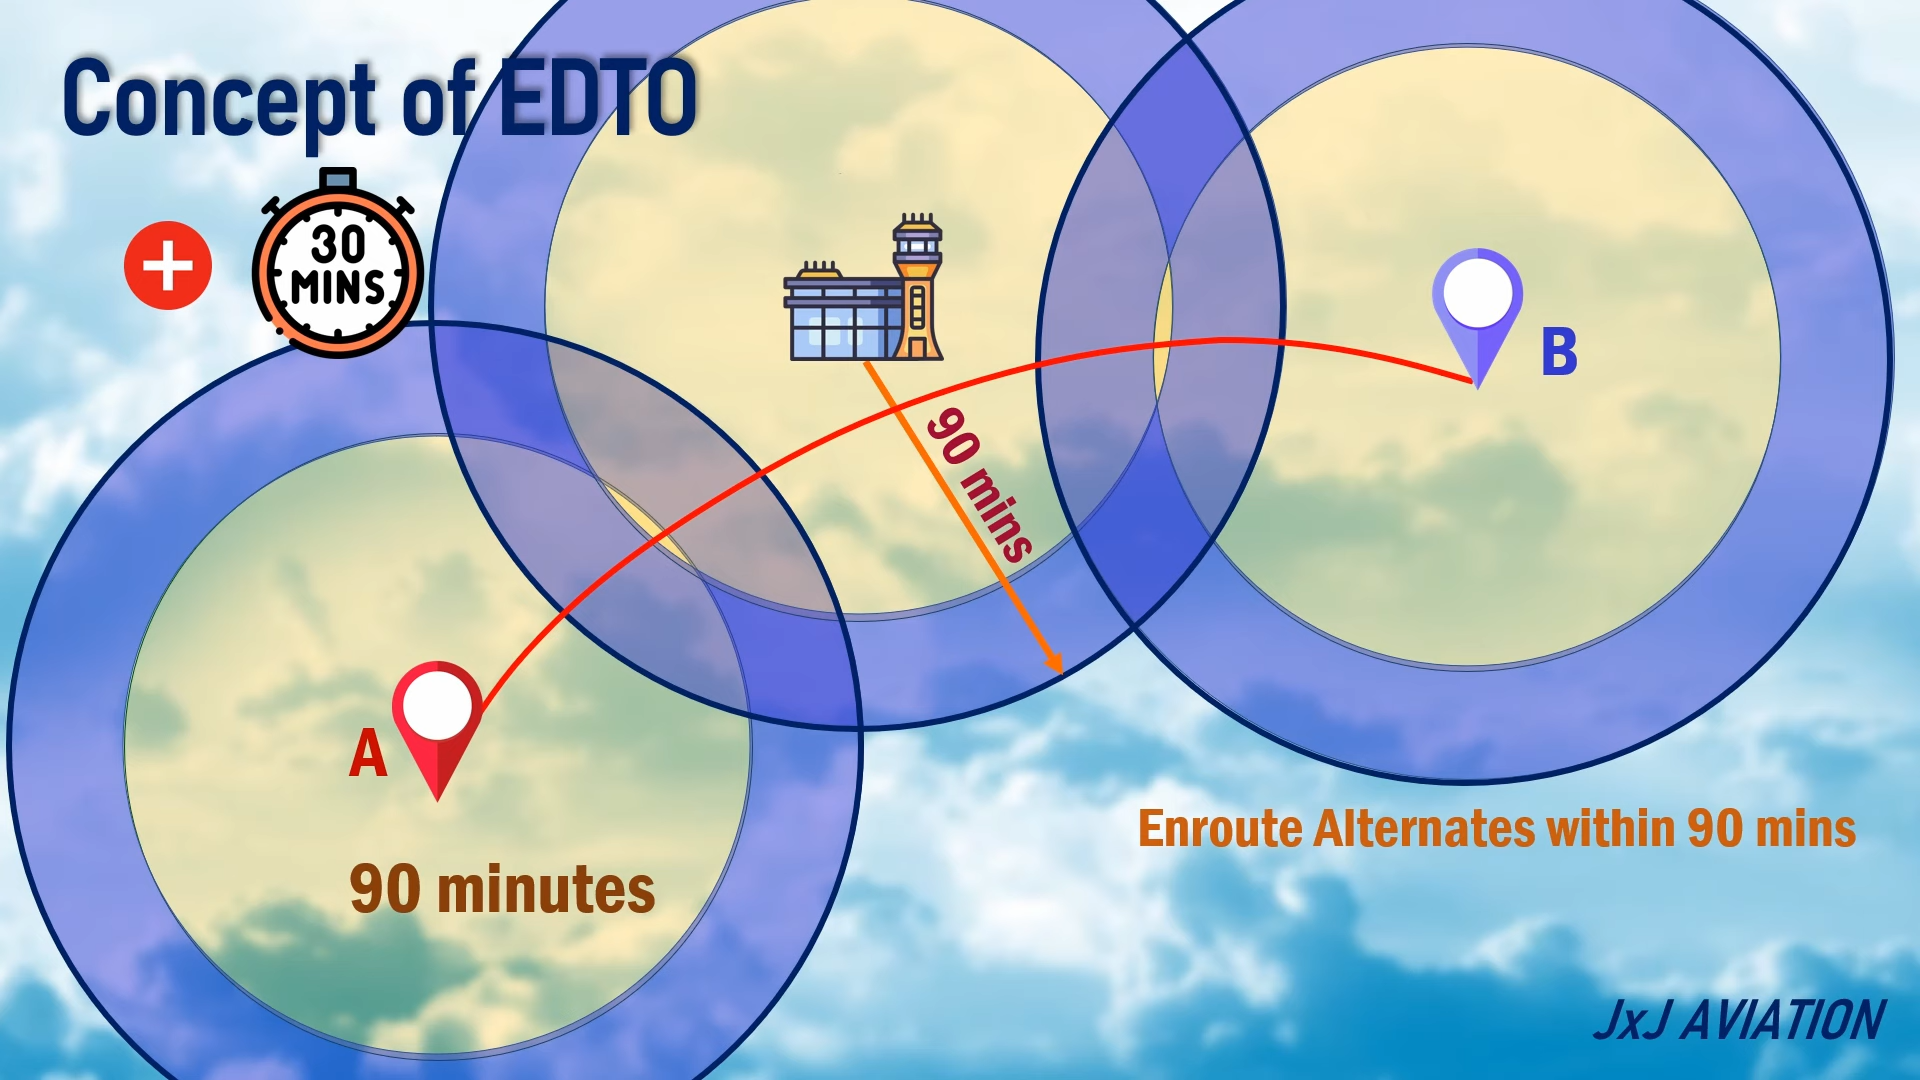 Concept of EDTO
30
MINS
90 mins
B
A
Enroute Alternates within 90 mins
90 minutes
JxJ AVIATION